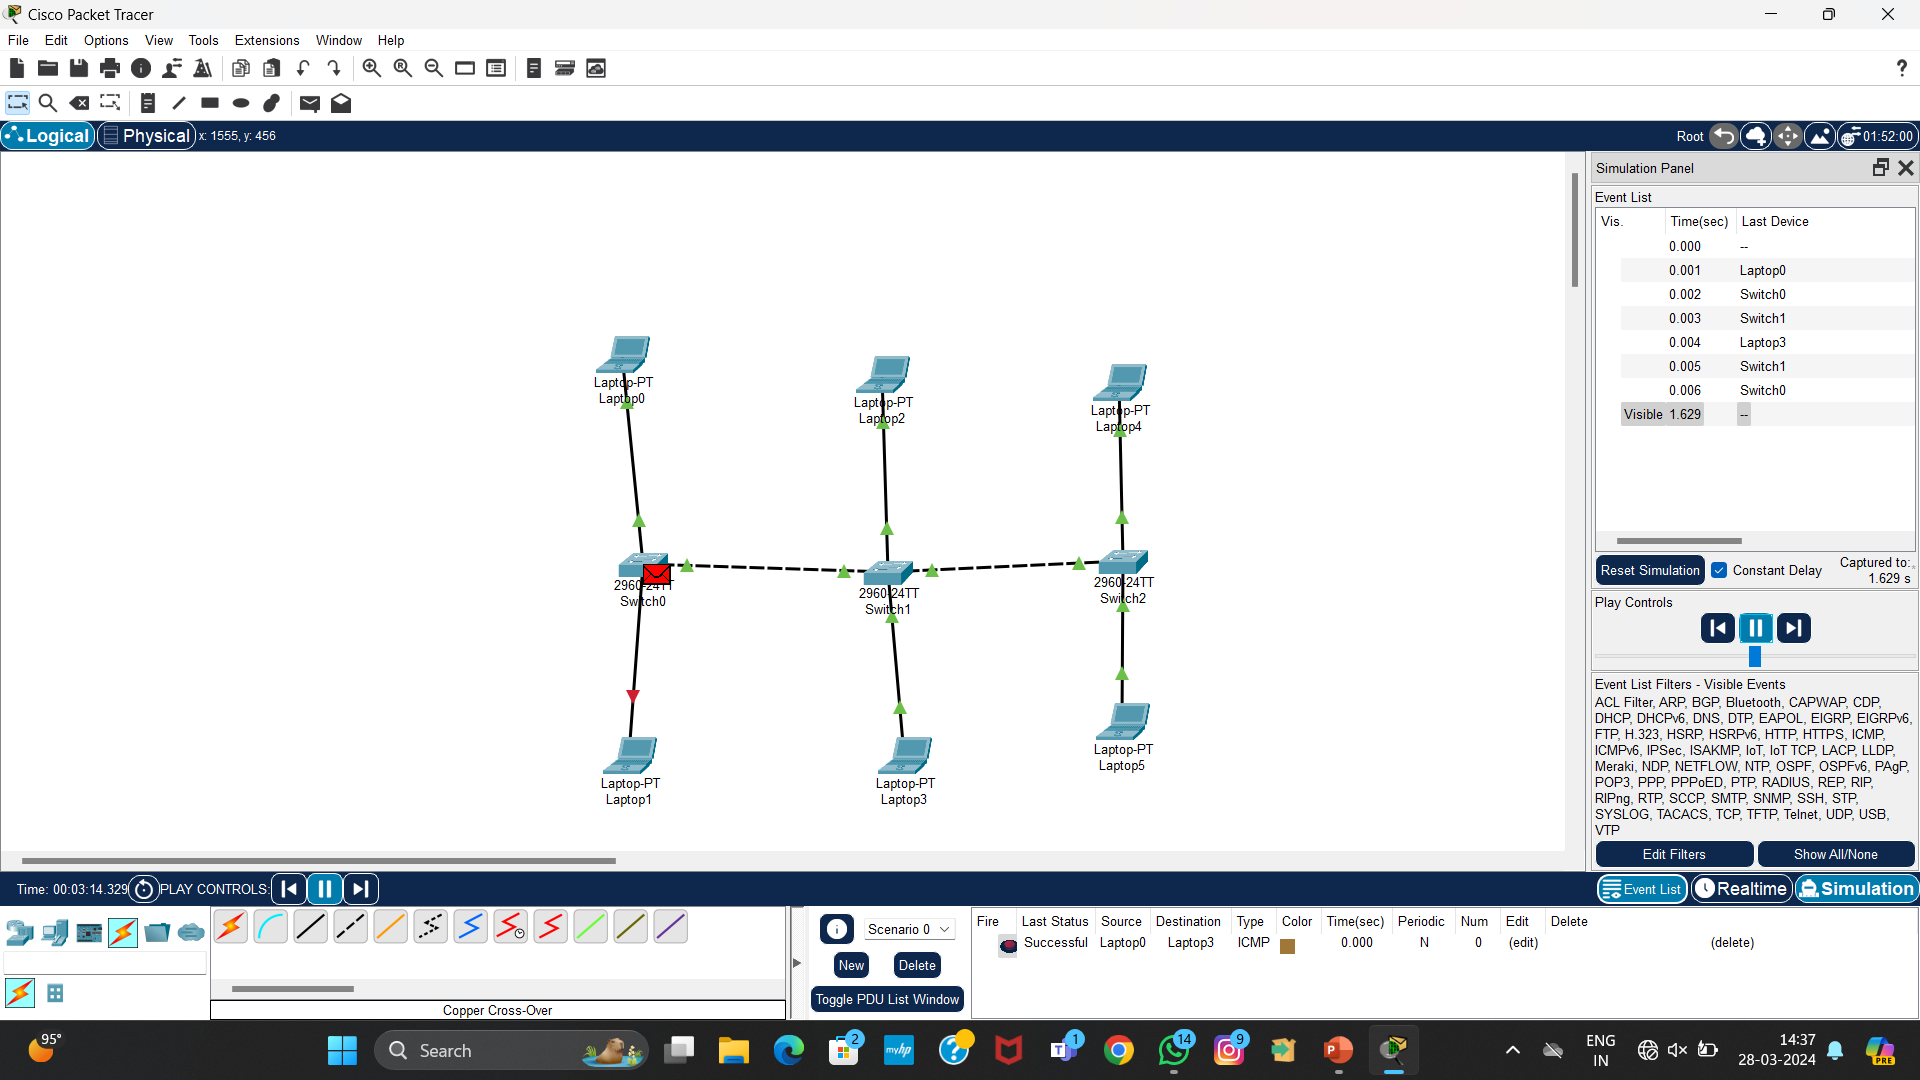 Cisco Packet Tracer
File Edit Options View Tools Extensions Window Help
?
Logical Physical x: 1555, y: 456 Root 01:52:00
Simulation Panel
Event List
Vis. Time(sec) Last Device
0.000 --
0.001 Laptop0
0.002 Switch0
0.003 Switch1
0.004 Laptop3
0.005 Switch1
0.006 Switch0
Visible 1.629 --
Laptop-PT
Laptop0
Laptop-PT
Laptop2
Laptop-PT
Laptop4
2960-24TT
Switch0
2960-24TT
Switch1
2960-24TT
Switch2
Laptop-PT
Laptop1
Laptop-PT
Laptop3
Laptop-PT
Laptop5
Reset Simulation Constant Delay Captured to:
1.629 s
Play Controls
Event List Filters - Visible Events
ACL Filter, ARP, BGP, Bluetooth, CAPWAP, CDP,
DHCP, DHCPv6, DNS, DTP, EAPOL, EIGRP, EIGRPv6,
FTP, H.323, HSRP, HSRPv6, HTTP, HTTPS, ICMP,
ICMPv6, IPSec, ISAKMP, IoT, IoT TCP, LACP, LLDP,
Meraki, NDP, NETFLOW, NTP, OSPF, OSPFv6, PAgP,
POP3, PPP, PPPoED, PTP, RADIUS, REP, RIP,
RIPng, RTP, SCCP, SMTP, SNMP, SSH, STP,
SYSLOG, TACACS, TCP, TFTP, Telnet, UDP, USB,
VTP
Edit Filters Show All/None
Time: 00:03:14.329 PLAY CONTROLS: Event List Realtime Simulation
Scenario 0
New Delete
Toggle PDU List Window
Fire Last Status Source Destination Type Color Time(sec) Periodic Num Edit Delete
Successful Laptop0 Laptop3 ICMP 0.000 N 0 (edit) (delete)
Copper Cross-Over
95°
Search
2
myhp
1
14
9
ENG
IN
14:37
28-03-2024
PRE